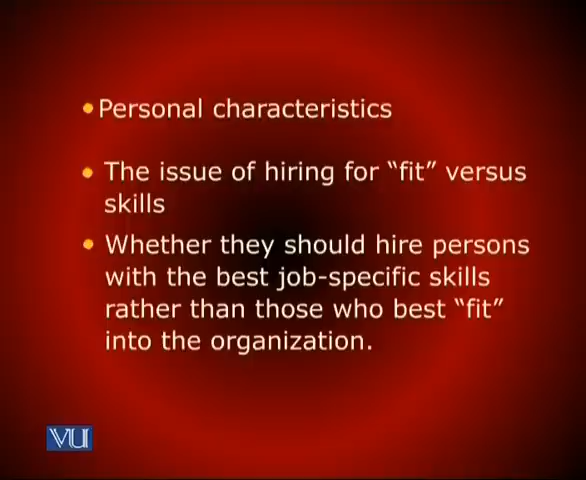 •Personal characteristics
• The issue of hiring for “fit” versus
skills
• Whether they should hire persons
with the best job-specific skills
rather than those who best “fit”
into the organization.
VU